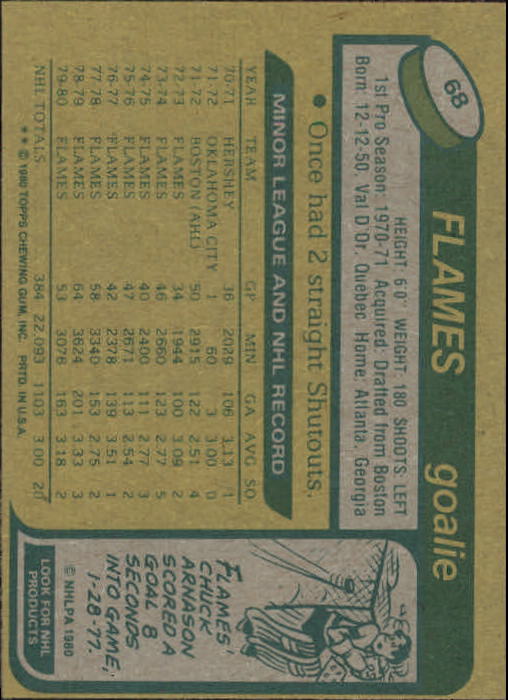 68
FLAMES goalie
HEIGHT: 6'0" WEIGHT: 180 SHOOTS: LEFT
1st Pro Season: 1970-71 Acquired: Drafted from Boston
Born: 12-12-50, Val D'Or, Quebec Home: Atlanta, Georgia
• Once had 2 straight Shutouts.
MINOR LEAGUE AND NHL RECORD
YEAR TEAM GP MIN GA AVG SO
70-71 HERSHEY 36 2029 106 3.13 1
71-72 OKLAHOMA CITY 1 60 3 3.00 0
71-72 BOSTON (AHL) 50 2915 122 2.51 4
72-73 FLAMES 34 1944 100 3.09 2
73-74 FLAMES 46 2660 123 2.77 5
74-75 FLAMES 40 2400 111 2.77 3
75-76 FLAMES 47 2671 113 2.54 2
76-77 FLAMES 42 2378 139 3.51 1
77-78 FLAMES 58 3340 153 2.75 2
78-79 FLAMES 64 3624 201 3.33 3
79-80 FLAMES 53 3076 163 3.18 2
NHL TOTALS 384 22,093 1103 3.00 20
** © 1980 TOPPS CHEWING GUM, INC. PRTD. IN U.S.A.
FLAMES'
CHUCK
ARNASON
SCORED A
GOAL 8
SECONDS
INTO GAME,
1-28-77.
© NHLPA 1980
LOOK FOR NHL
PRODUCTS